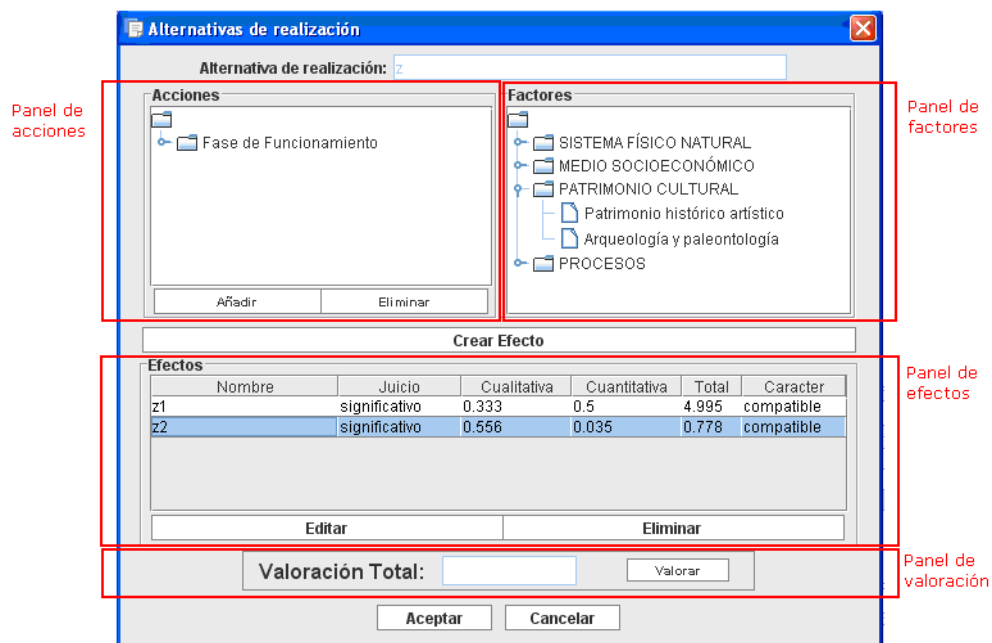 Alternativas de realización
Alternativa de realización: z
Panel de
acciones
Acciones
Fase de Funcionamiento
Añadir Eliminar
Factores
SISTEMA FÍSICO NATURAL
MEDIO SOCIOECONÓMICO
PATRIMONIO CULTURAL
Patrimonio histórico artístico
Arqueología y paleontología
PROCESOS
Panel de
factores
Crear Efecto
Efectos
Nombre Juicio Cualitativa Cuantitativa Total Caracter
z1 significativo 0.333 0.5 4.995 compatible
z2 significativo 0.556 0.035 0.778 compatible
Editar Eliminar
Panel de
efectos
Valoración Total: Valorar
Panel de
valoración
Aceptar Cancelar